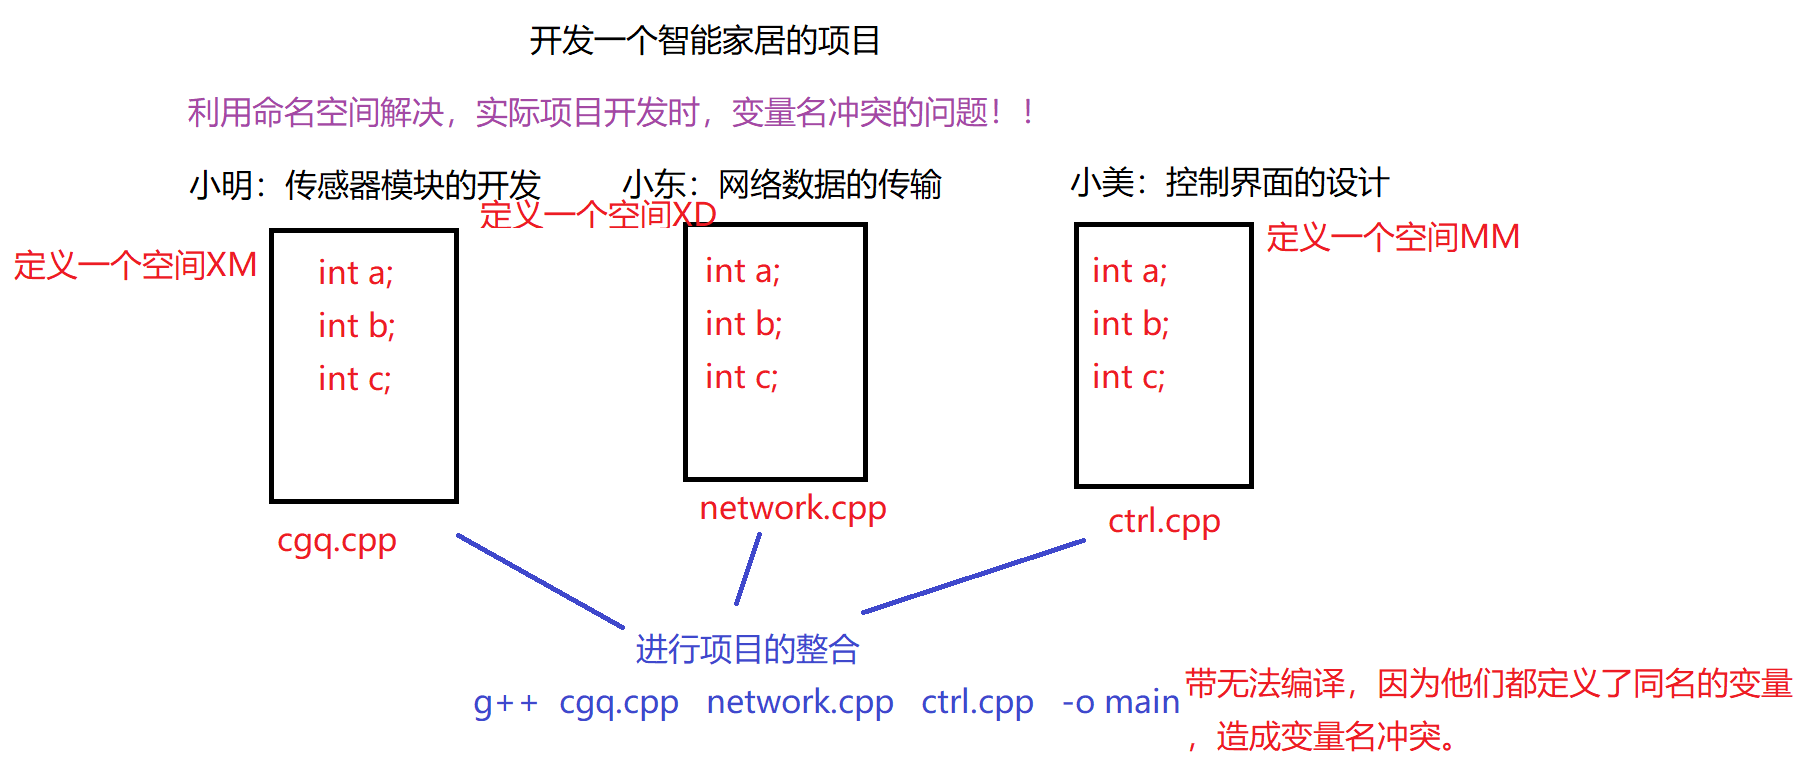 开发一个智能家居的项目
利用命名空间解决，实际项目开发时，变量名冲突的问题！！
小明：传感器模块的开发
小东：网络数据的传输
小美：控制界面的设计
定义一个空间XM
定义一个空间XD
定义一个空间MM
int a;
int b;
int c;
cgq.cpp
int a;
int b;
int c;
network.cpp
int a;
int b;
int c;
ctrl.cpp
进行项目的整合
g++ cgq.cpp network.cpp ctrl.cpp -o main
带无法编译，因为他们都定义了同名的变量
，造成变量名冲突。